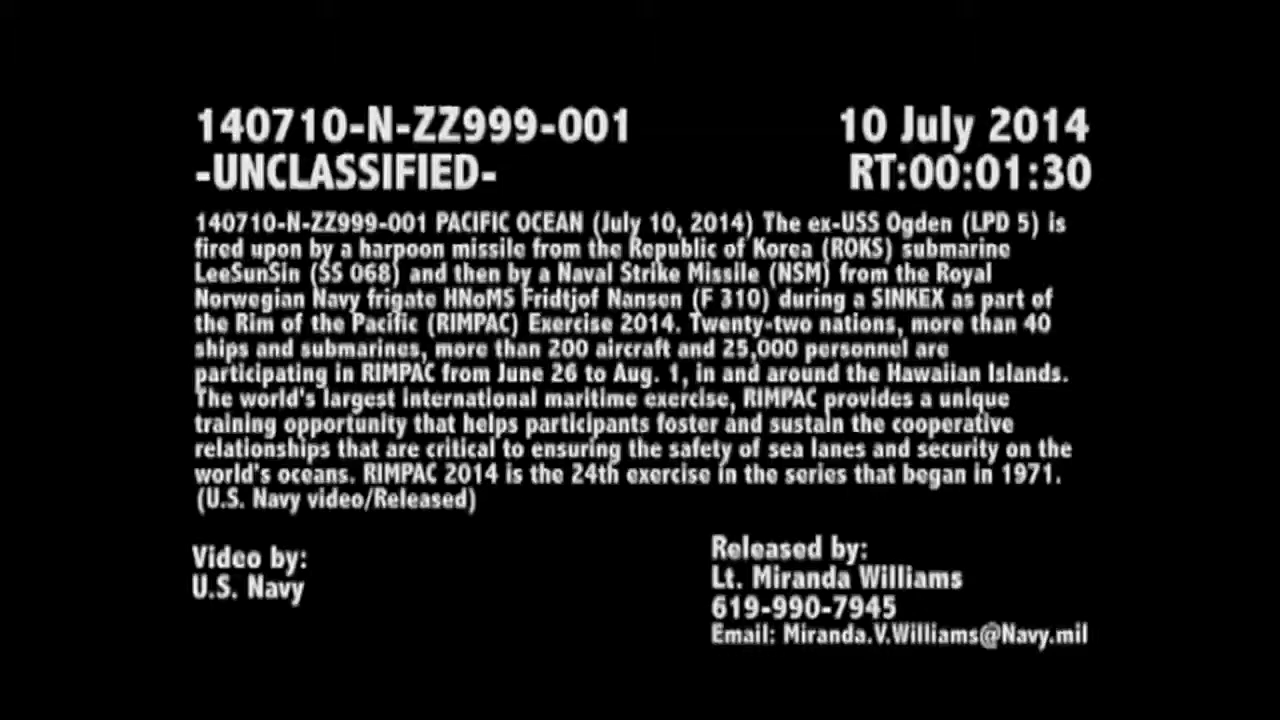 140710-N-ZZ999-001
10 July 2014
-UNCLASSIFIED-
RT:00:01:30
140710-N-ZZ999-001 PACIFIC OCEAN (July 10, 2014) The ex-USS Ogden (LPD 5) is
fired upon by a harpoon missile from the Republic of Korea (ROKS) submarine
LeeSunSin (SS 068) and then by a Naval Strike Missile (NSM) from the Royal
Norwegian Navy frigate HNoMS Fridtjof Nansen (F 310) during a SINKEX as part of
the Rim of the Pacific (RIMPAC) Exercise 2014. Twenty-two nations, more than 40
ships and submarines, more than 200 aircraft and 25,000 personnel are
participating in RIMPAC from June 26 to Aug. 1, in and around the Hawaiian Islands.
The world's largest international maritime exercise, RIMPAC provides a unique
training opportunity that helps participants foster and sustain the cooperative
relationships that are critical to ensuring the safety of sea lanes and security on the
world's oceans. RIMPAC 2014 is the 24th exercise in the series that began in 1971.
(U.S. Navy video/Released)
Video by:
U.S. Navy
Released by:
Lt. Miranda Williams
619-990-7945
Email: Miranda.V.Williams@Navy.mil